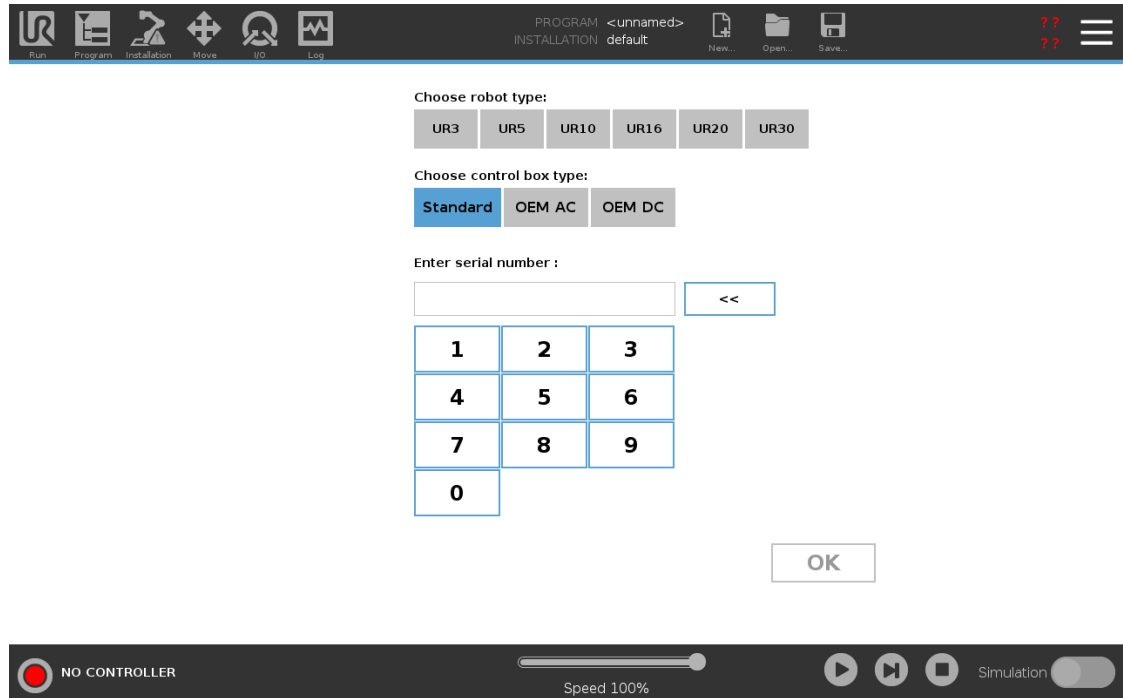 PROGRAM <unnamed>
INSTALLATION default
Run Program Installation Move I/O Log New... Open... Save...
? ?
? ?
Choose robot type:
UR3 UR5 UR10 UR16 UR20 UR30
Choose control box type:
Standard OEM AC OEM DC
Enter serial number :
<<
1 2 3
4 5 6
7 8 9
0
OK
NO CONTROLLER
Speed 100%
Simulation